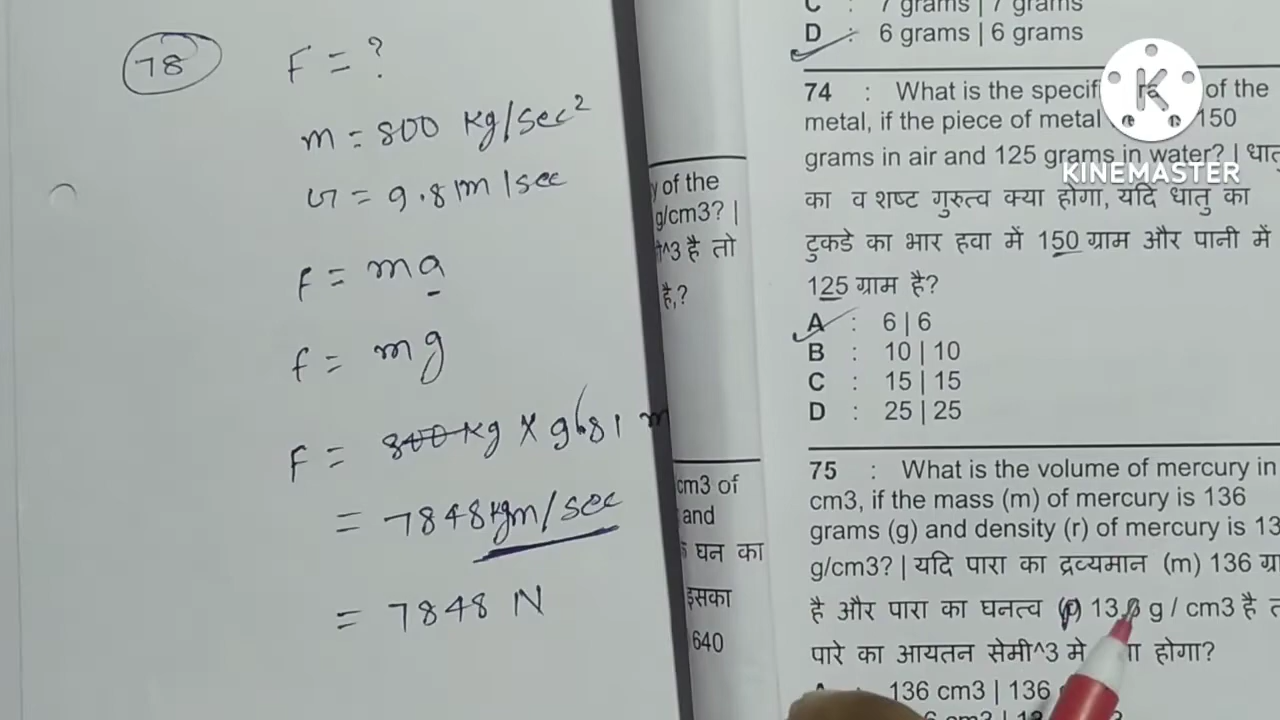 78
F = ?
m = 800 kg/sec²
G = 9.81m/sec
F = ma
f = mg
F = 800 kg × 9.81 m
= 7848kgm/sec
= 7848 N
y of the
g/cm3? |
^3 है तो
है,?
cm3 of
and
घन का
इसका
640
C : 7 grams | 7 grams
D : 6 grams | 6 grams
74 : What is the of the
metal, if the piece of metal 150
grams in air and 125 grams in water? |
का व शष्ट गुरुत्व क्या होगा, यदि धातु का
टुकडे का भार हवा में 150 ग्राम और पानी में
125 ग्राम है?
A : 6 | 6
B : 10 | 10
C : 15 | 15
D : 25 | 25
75 : What is the volume of mercury in
cm3, if the mass (m) of mercury is 136
grams (g) and density (r) of mercury is 13
g/cm3? | यदि पारा का द्रव्यमान (m) 136
है और पारा का घनत्व 13.6 g / cm3 है
पारे का आयतन सेमी^3 मे होगा?
136 cm3 | 136
KINEMASTER